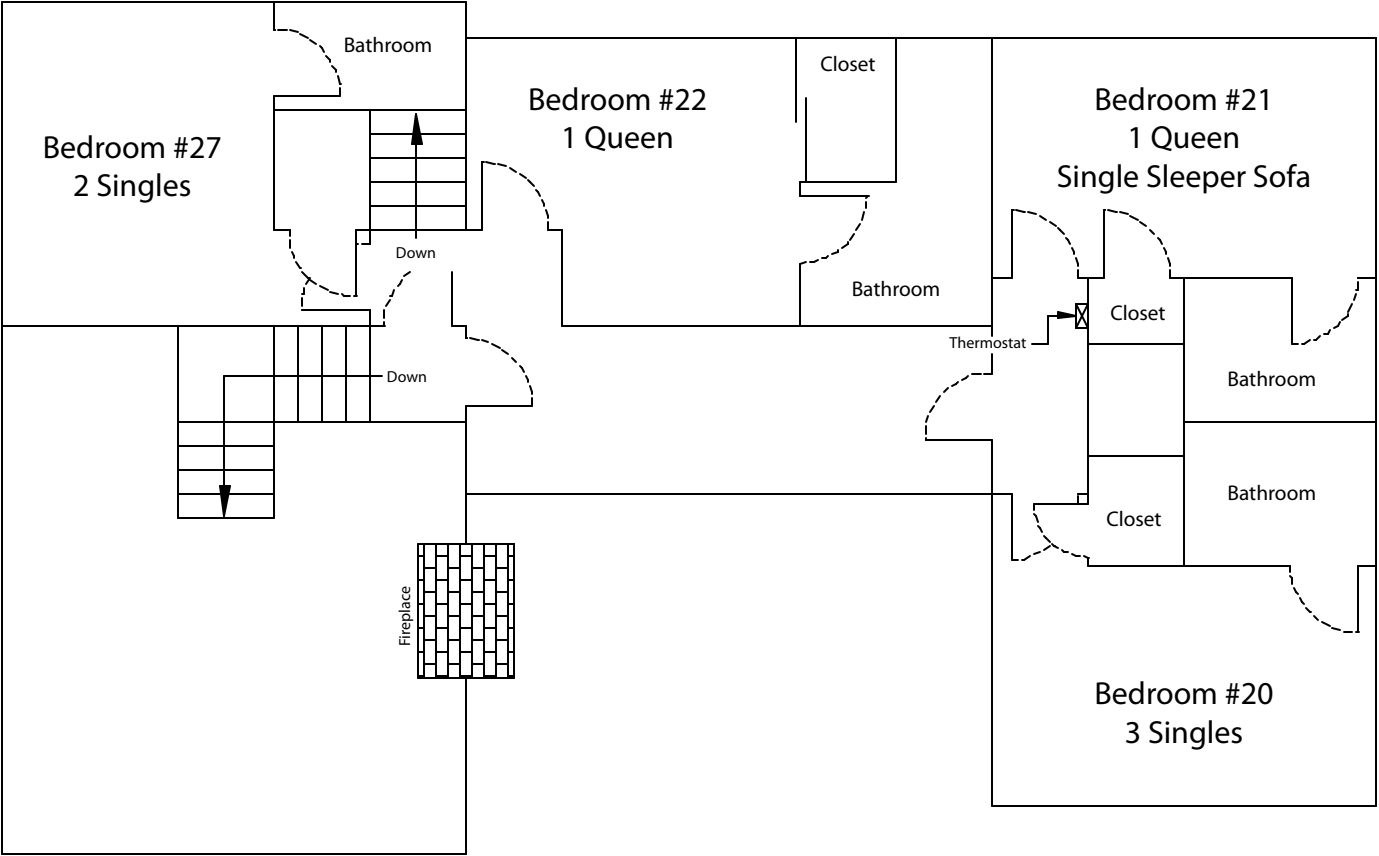 Bathroom
Bedroom #27
2 Singles
Down
Down
Bedroom #22
1 Queen
Closet
Bathroom
Bedroom #21
1 Queen
Single Sleeper Sofa
Thermostat
Closet
Bathroom
Closet
Bathroom
Fireplace
Bedroom #20
3 Singles